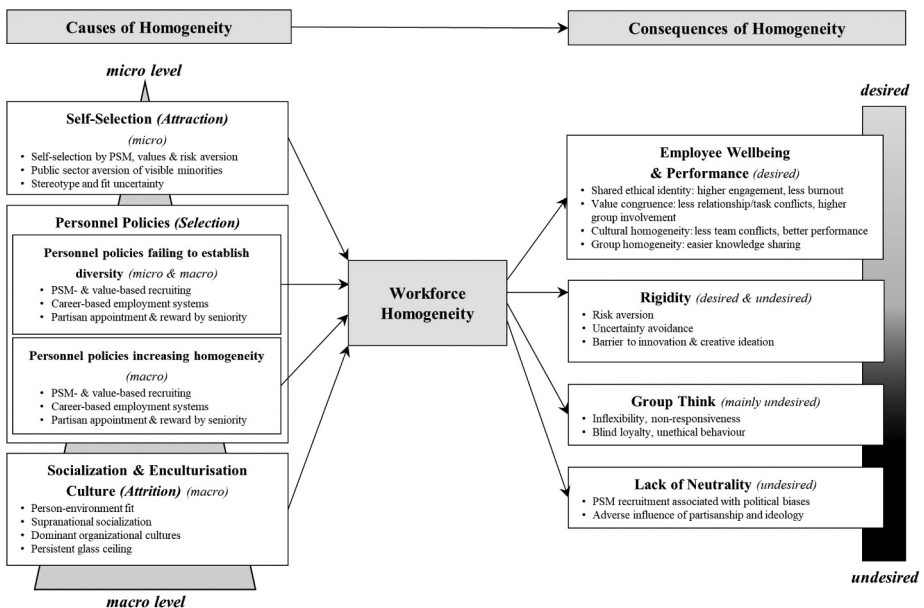 Causes of Homogeneity
Consequences of Homogeneity
micro level
Self-Selection (Attraction)
(micro)
• Self-selection by PSM, values & risk aversion
• Public sector aversion of visible minorities
• Stereotype and fit uncertainty
Personnel Policies (Selection)
Personnel policies failing to establish
diversity (micro & macro)
• PSM- & value-based recruiting
• Career-based employment systems
• Partisan appointment & reward by seniority
Personnel policies increasing homogeneity
(macro)
• PSM- & value-based recruiting
• Career-based employment systems
• Partisan appointment & reward by seniority
Socialization & Enculturisation
Culture (Attrition) (macro)
• Person-environment fit
• Supranational socialization
• Dominant organizational cultures
• Persistent glass ceiling
macro level
Workforce
Homogeneity
desired
Employee Wellbeing
& Performance (desired)
• Shared ethical identity: higher engagement, less burnout
• Value congruence: less relationship/task conflicts, higher
group involvement
• Cultural homogeneity: less team conflicts, better performance
• Group homogeneity: easier knowledge sharing
Rigidity (desired & undesired)
• Risk aversion
• Uncertainty avoidance
• Barrier to innovation & creative ideation
Group Think (mainly undesired)
• Inflexibility, non-responsiveness
• Blind loyalty, unethical behaviour
Lack of Neutrality (undesired)
• PSM recruitment associated with political biases
• Adverse influence of partisanship and ideology
undesired